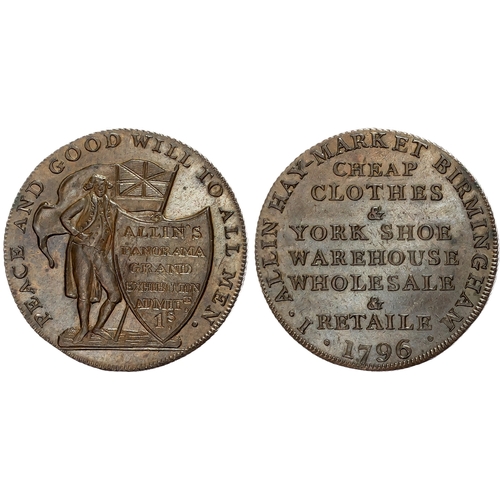 PEACE AND GOOD WILL TO ALL MEN.
ALLIN'S
PANORAMA
GRAND
EXHIBITION
ADMITCE
1S
I · ALLIN HAY-MARKET BIRMINGHAM ·
CHEAP
CLOTHES
&
YORK SHOE
WAREHOUSE
WHOLESALE
&
RETAILE
· 1796 ·